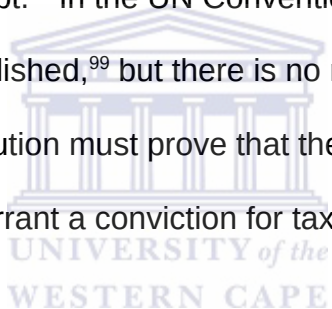 pt. In the UN Conventi
lished,⁹⁹ but there is no
ution must prove that the
rrant a conviction for tax
UNIVERSITY of the
WESTERN CAPE